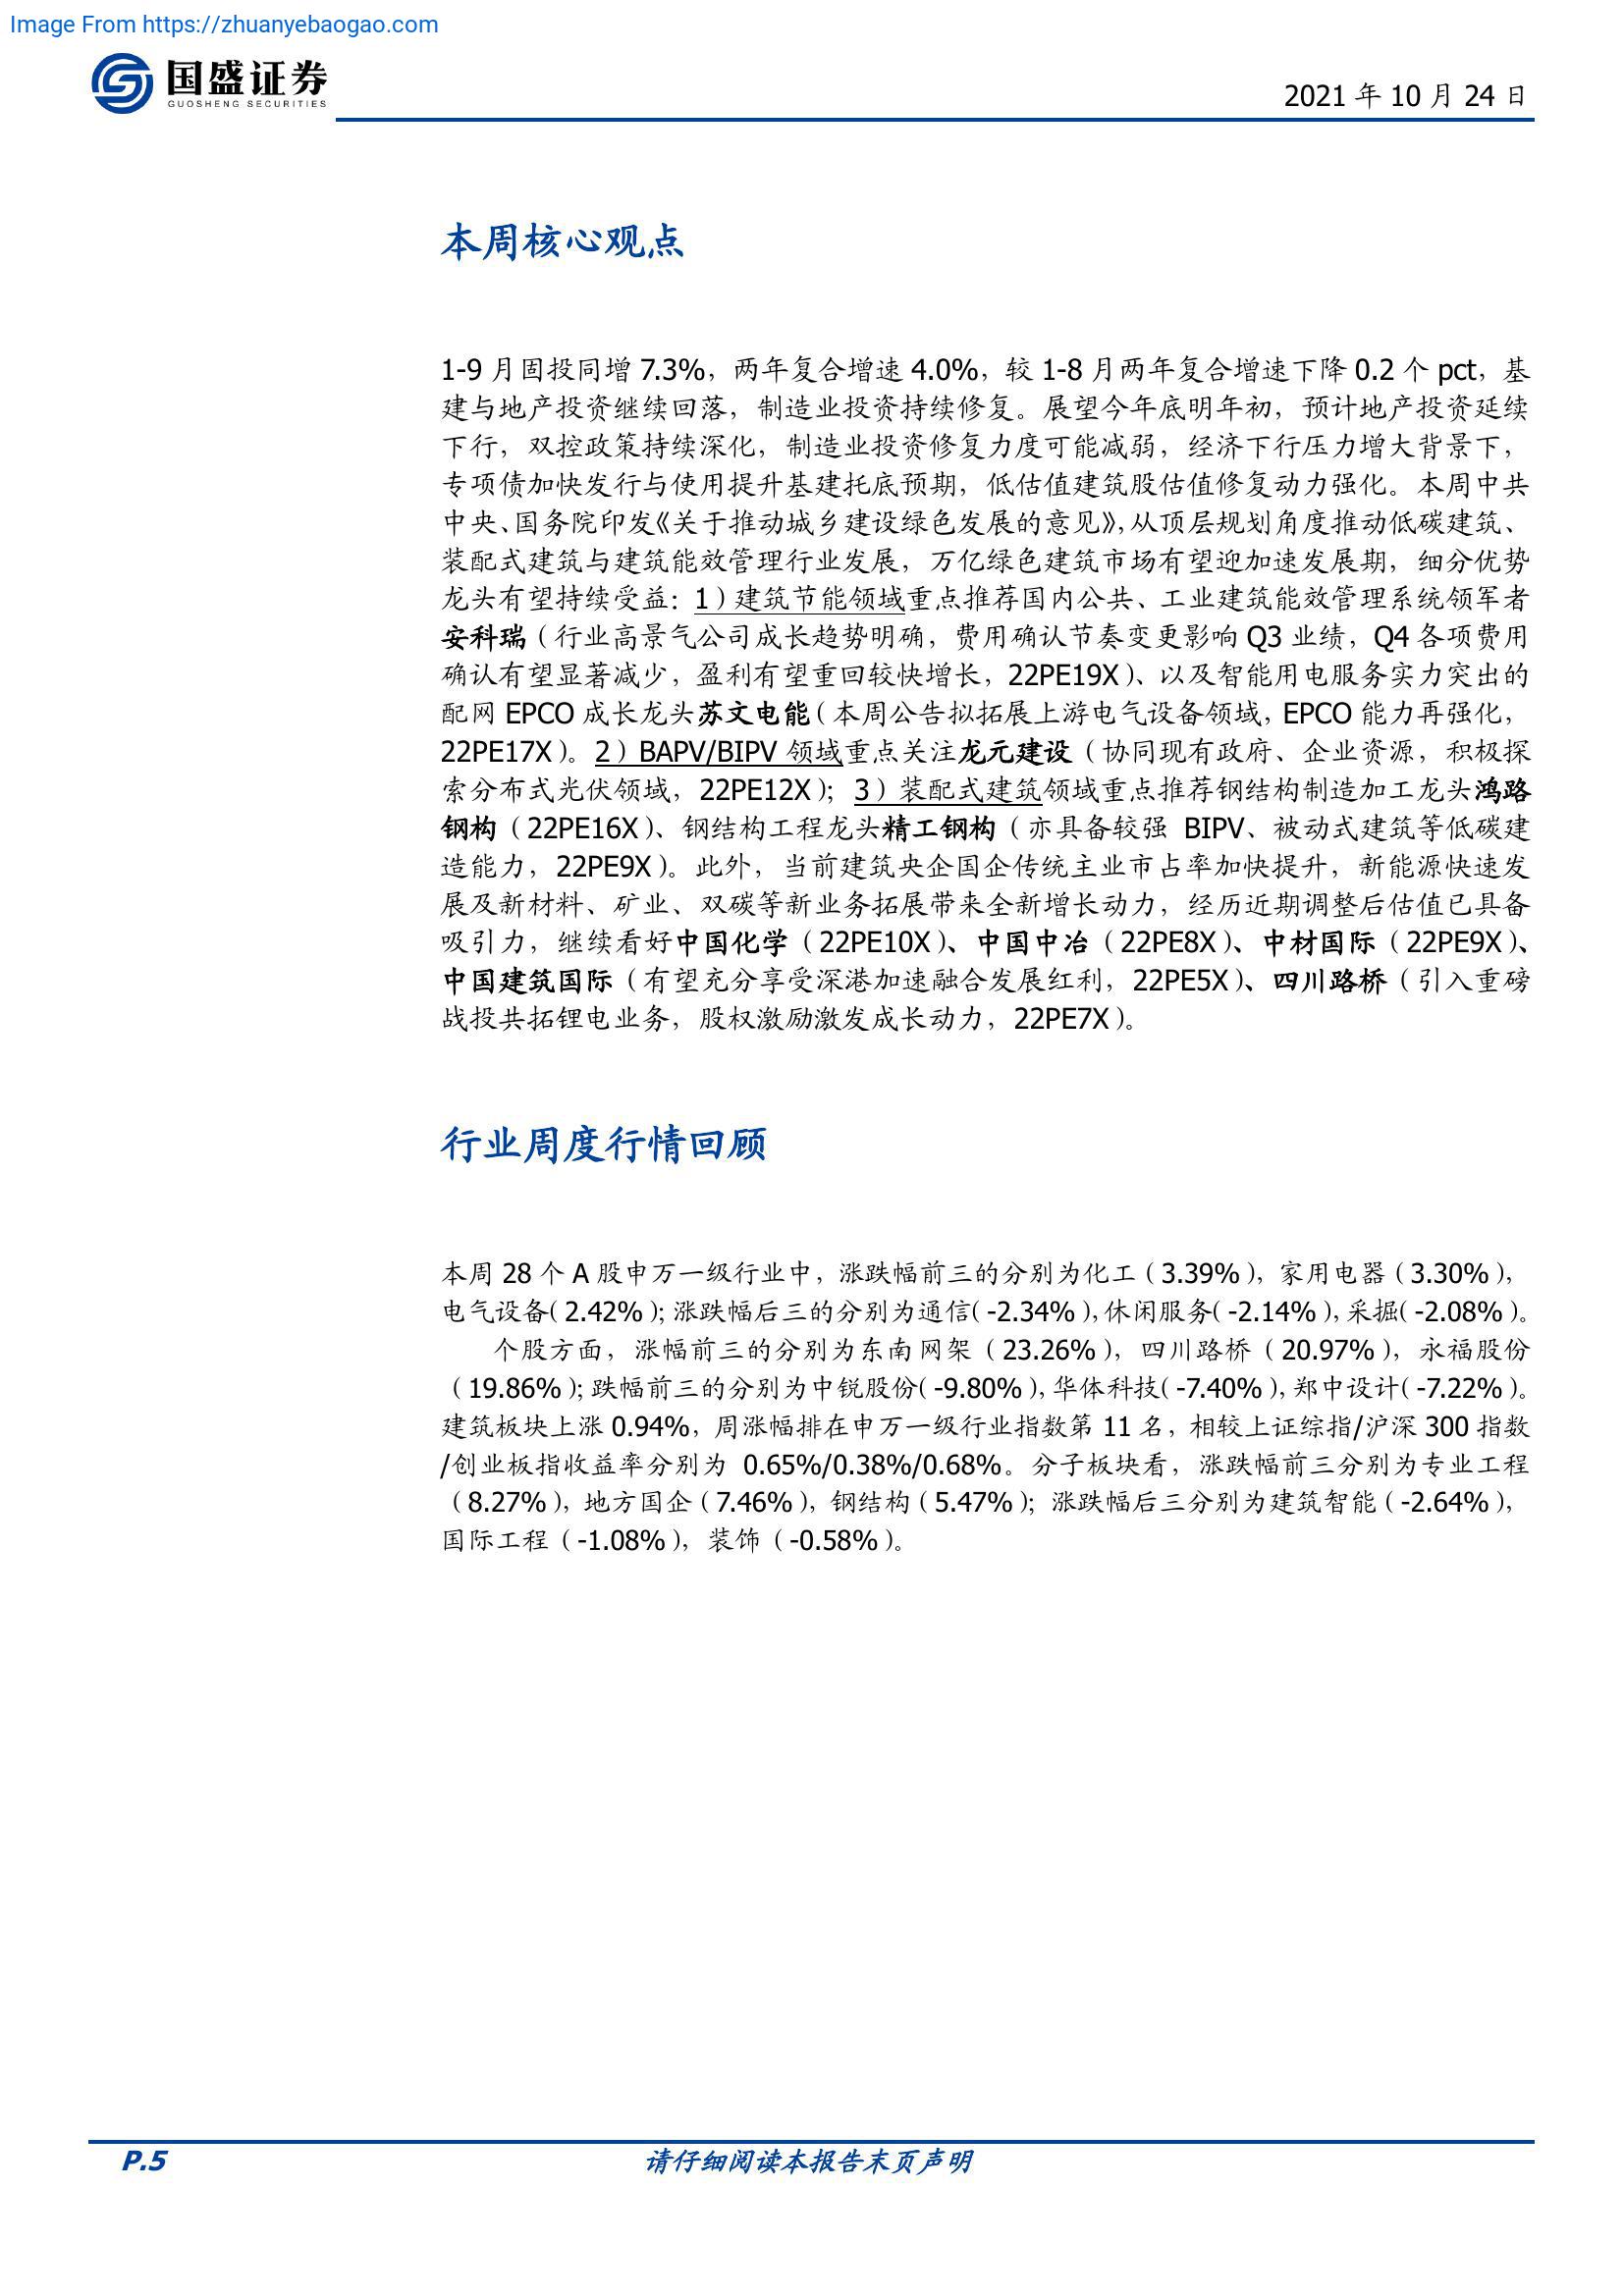 Image From https://zhuanyebaogao.com
国盛证券
GUOSHENG SECURITIES
2021 年 10 月 24 日
本周核心观点
1-9 月固投同增 7.3%，两年复合增速 4.0%，较 1-8 月两年复合增速下降 0.2 个 pct，基
建与地产投资继续回落，制造业投资持续修复。展望今年底明年初，预计地产投资延续
下行，双控政策持续深化，制造业投资修复力度可能减弱，经济下行压力增大背景下，
专项债加快发行与使用提升基建托底预期，低估值建筑股估值修复动力强化。本周中共
中央、国务院印发《关于推动城乡建设绿色发展的意见》，从顶层规划角度推动低碳建筑、
装配式建筑与建筑能效管理行业发展，万亿绿色建筑市场有望迎加速发展期，细分优势
龙头有望持续受益：1）建筑节能领域重点推荐国内公共、工业建筑能效管理系统领军者
安科瑞（行业高景气公司成长趋势明确，费用确认节奏变更影响 Q3 业绩，Q4 各项费用
确认有望显著减少，盈利有望重回较快增长，22PE19X）、以及智能用电服务实力突出的
配网 EPCO 成长龙头苏文电能（本周公告拟拓展上游电气设备领域，EPCO 能力再强化，
22PE17X）。2）BAPV/BIPV 领域重点关注龙元建设（协同现有政府、企业资源，积极探
索分布式光伏领域，22PE12X）；3）装配式建筑领域重点推荐钢结构制造加工龙头鸿路
钢构（22PE16X）、钢结构工程龙头精工钢构（亦具备较强 BIPV、被动式建筑等低碳建
造能力，22PE9X）。此外，当前建筑央企国企传统主业市占率加快提升，新能源快速发
展及新材料、矿业、双碳等新业务拓展带来全新增长动力，经历近期调整后估值已具备
吸引力，继续看好中国化学（22PE10X）、中国中冶（22PE8X）、中材国际（22PE9X）、
中国建筑国际（有望充分享受深港加速融合发展红利，22PE5X）、四川路桥（引入重磅
战投共拓锂电业务，股权激励激发成长动力，22PE7X）。
行业周度行情回顾
本周 28 个 A 股申万一级行业中，涨跌幅前三的分别为化工（3.39%），家用电器（3.30%），
电气设备（2.42%）；涨跌幅后三的分别为通信（-2.34%），休闲服务（-2.14%），采掘（-2.08%）。
个股方面，涨幅前三的分别为东南网架（23.26%），四川路桥（20.97%），永福股份
（19.86%）；跌幅前三的分别为中锐股份（-9.80%），华体科技（-7.40%），郑中设计（-7.22%）。
建筑板块上涨 0.94%，周涨幅排在申万一级行业指数第 11 名，相较上证综指/沪深 300 指数
/创业板指收益率分别为 0.65%/0.38%/0.68%。分子板块看，涨跌幅前三分别为专业工程
（8.27%），地方国企（7.46%），钢结构（5.47%）；涨跌幅后三分别为建筑智能（-2.64%），
国际工程（-1.08%），装饰（-0.58%）。
P.5
请仔细阅读本报告末页声明